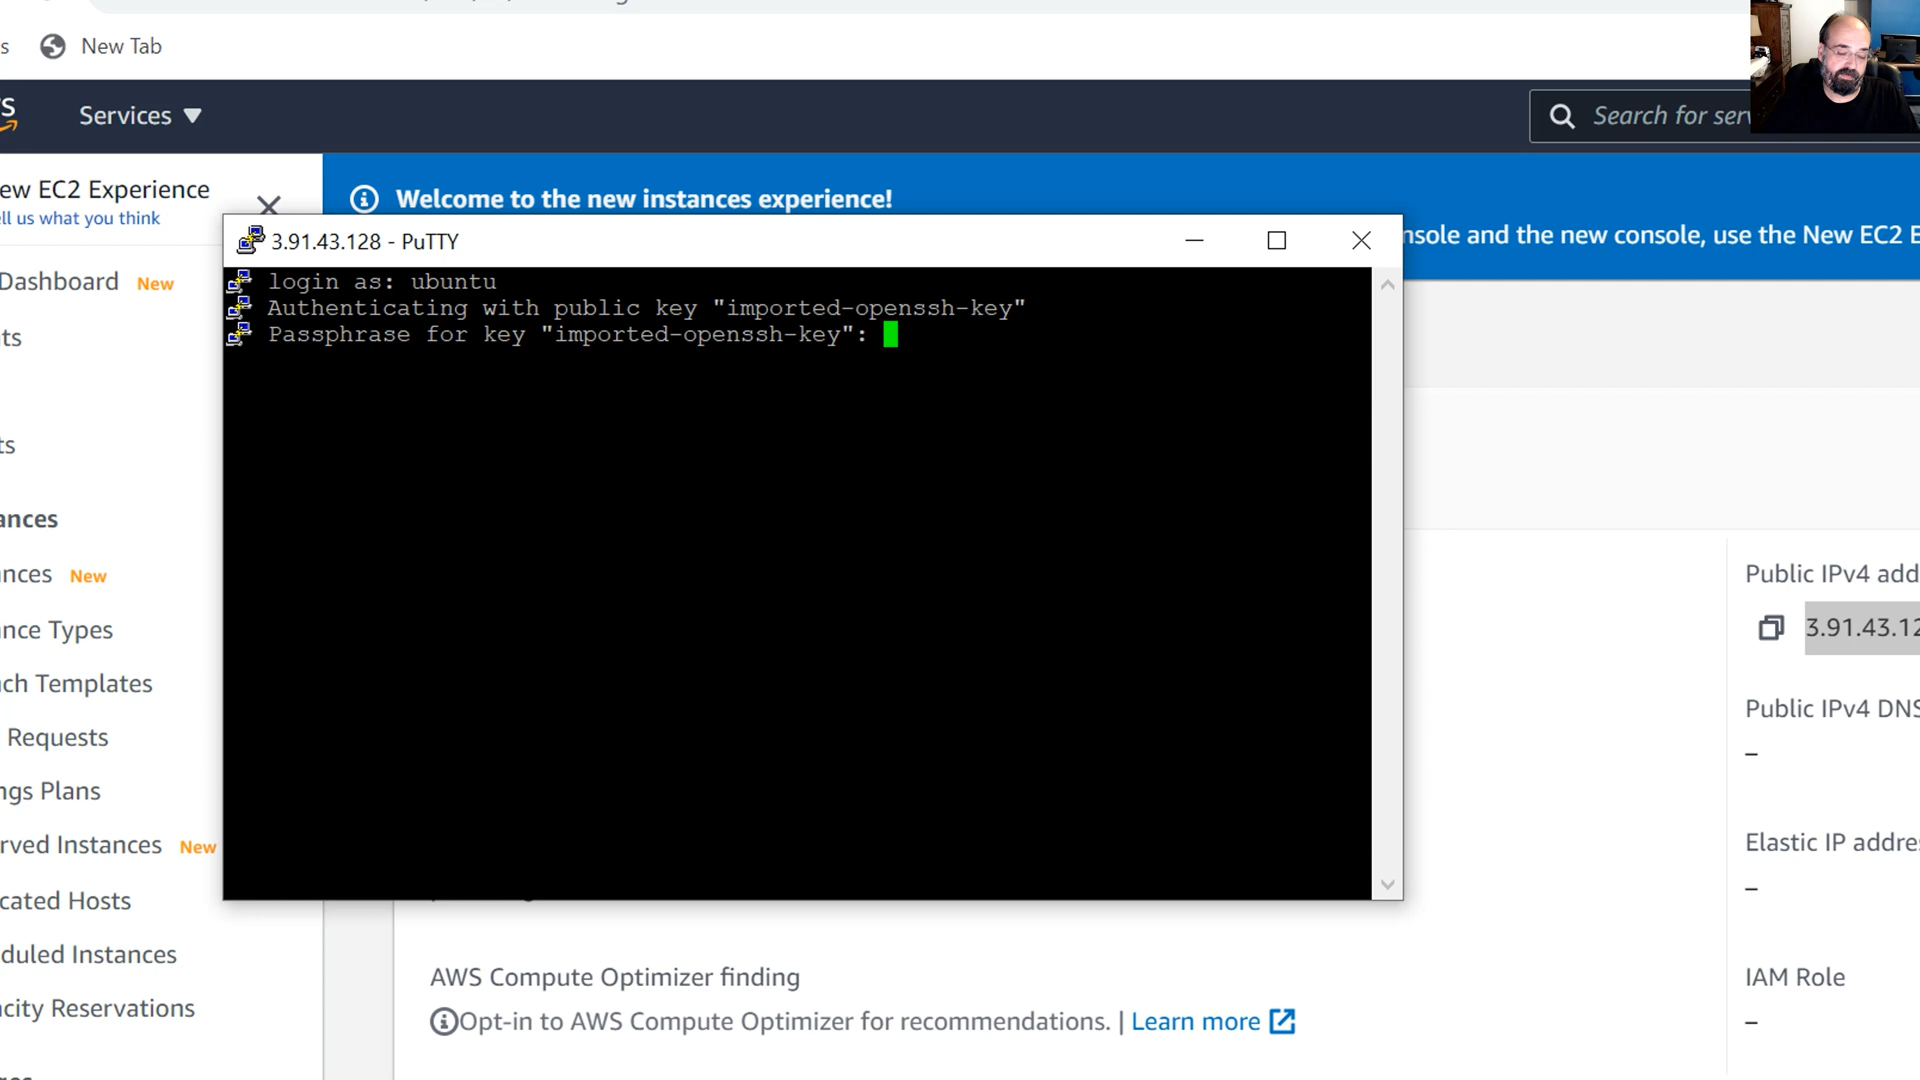 s New Tab
Services ▼
Search for serv
ew EC2 Experience
ell us what you think
Welcome to the new instances experience!
nsole and the new console, use the New EC2 E
3.91.43.128 - PuTTY
login as: ubuntu
Authenticating with public key "imported-openssh-key"
Passphrase for key "imported-openssh-key":
Dashboard New
ts
ts
ances
ances New
nce Types
ch Templates
Requests
ngs Plans
rved Instances New
cated Hosts
duled Instances
city Reservations
Public IPv4 add
3.91.43.12
Public IPv4 DNS
–
Elastic IP addre
–
IAM Role
–
AWS Compute Optimizer finding
Opt-in to AWS Compute Optimizer for recommendations. | Learn more